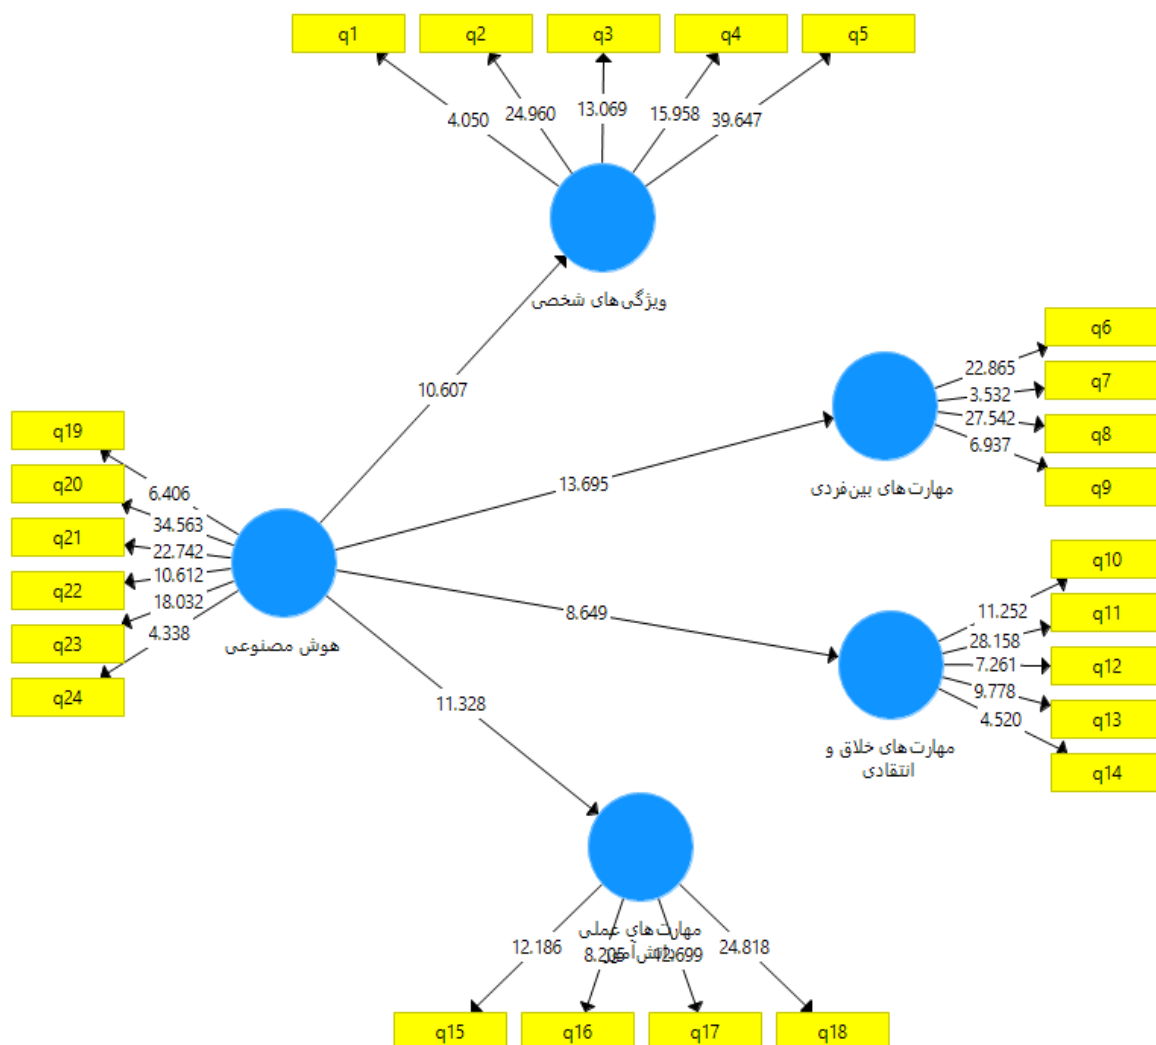 q1
q2
q3
q4
q5
4.050
24.960
13.069
15.958
39.647
ویژگی‌های شخصی
10.607
q6
q7
q8
q9
22.865
3.532
27.542
6.937
مهارت‌های بین‌فردی
13.695
q19
q20
q21
q22
q23
q24
6.406
34.563
22.742
10.612
18.032
4.338
هوش مصنوعی
8.649
q10
q11
q12
q13
q14
11.252
28.158
7.261
9.778
4.520
مهارت‌های خلاق و
انتقادی
11.328
مهارت‌های عملی
دانش‌آموز
12.186
8.205
12.699
24.818
q15
q16
q17
q18